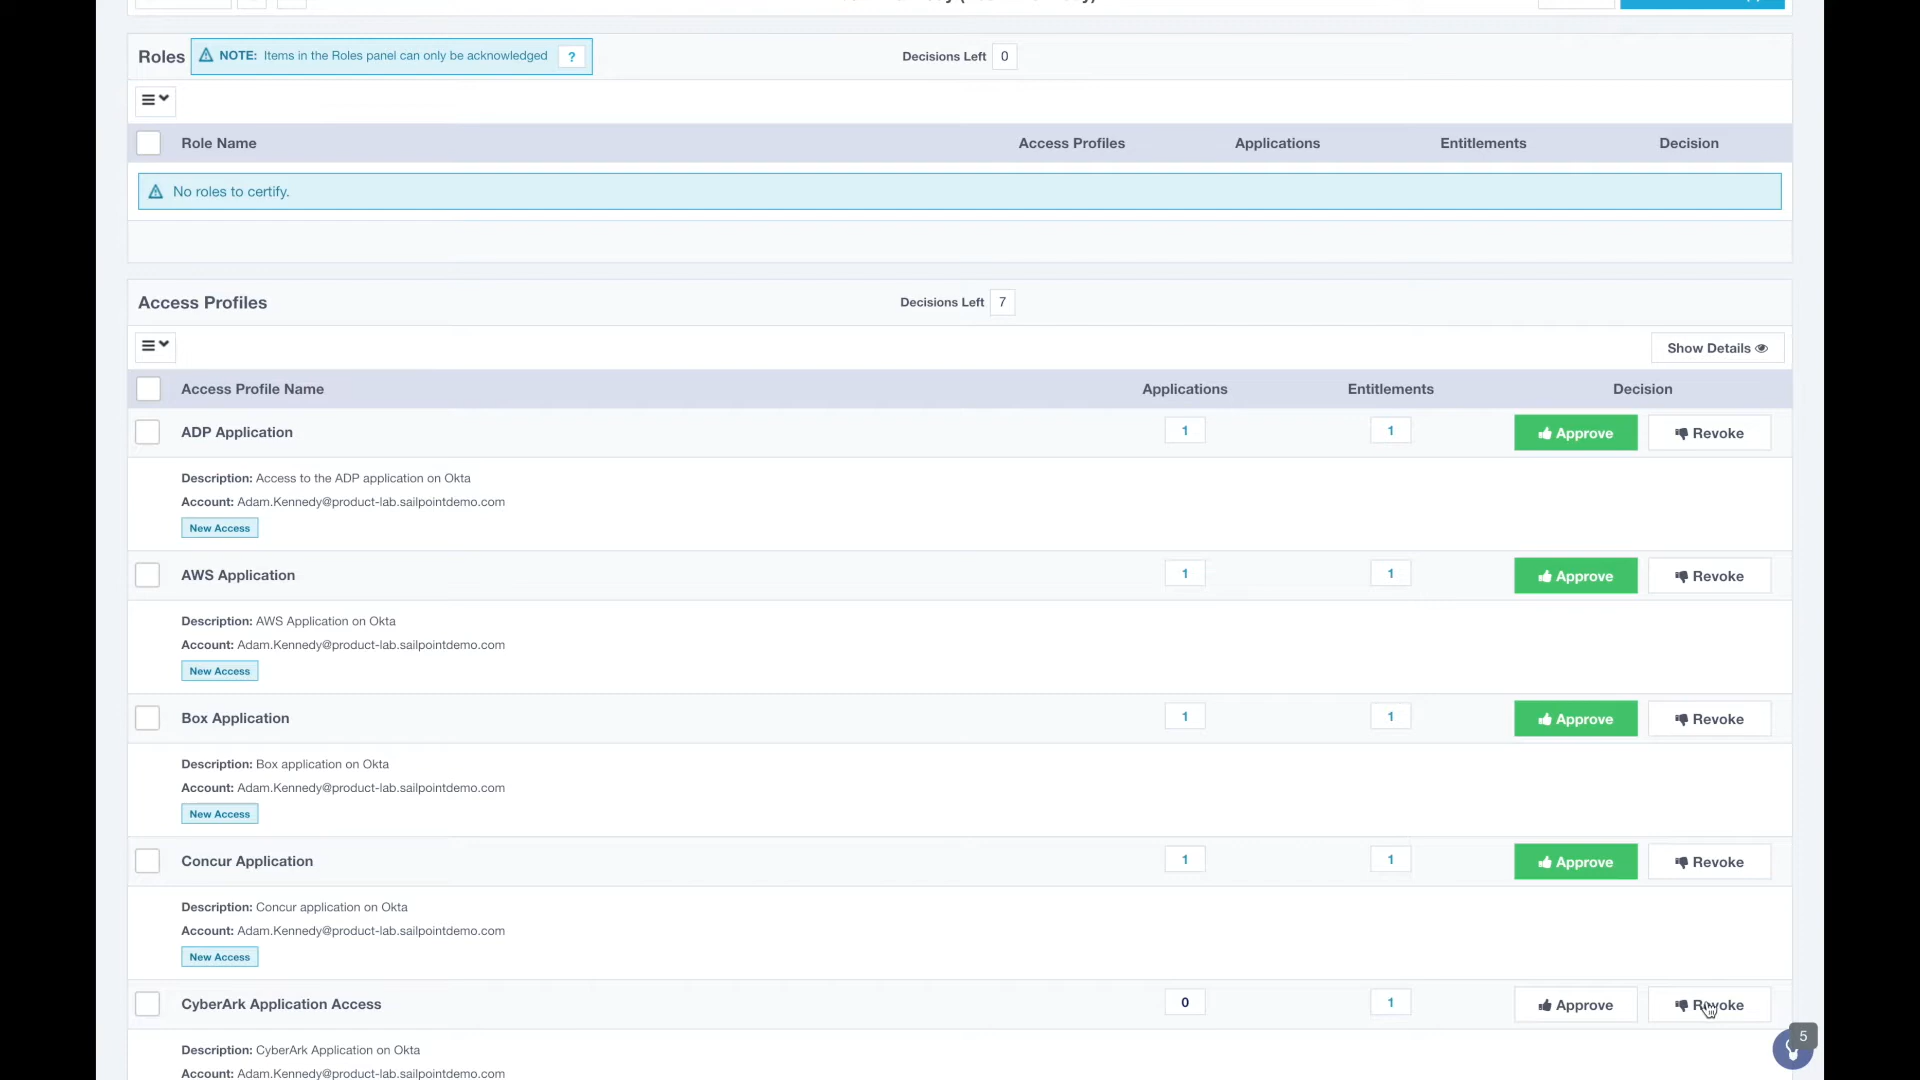 Roles
NOTE: Items in the Roles panel can only be acknowledged ?
Decisions Left 0
Role Name Access Profiles Applications Entitlements Decision
No roles to certify.
Access Profiles Decisions Left 7
Show Details
Access Profile Name Applications Entitlements Decision
ADP Application 1 1 Approve Revoke
Description: Access to the ADP application on Okta
Account: Adam.Kennedy@product-lab.sailpointdemo.com
New Access
AWS Application 1 1 Approve Revoke
Description: AWS Application on Okta
Account: Adam.Kennedy@product-lab.sailpointdemo.com
New Access
Box Application 1 1 Approve Revoke
Description: Box application on Okta
Account: Adam.Kennedy@product-lab.sailpointdemo.com
New Access
Concur Application 1 1 Approve Revoke
Description: Concur application on Okta
Account: Adam.Kennedy@product-lab.sailpointdemo.com
New Access
CyberArk Application Access 0 1 Approve Revoke
5
Description: CyberArk Application on Okta
Account: Adam.Kennedy@product-lab.sailpointdemo.com